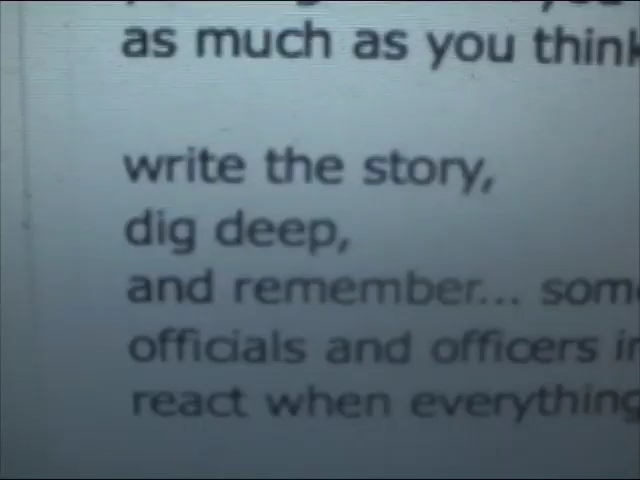 as much as you think
write the story,
dig deep,
and remember... som
officials and officers in
react when everything